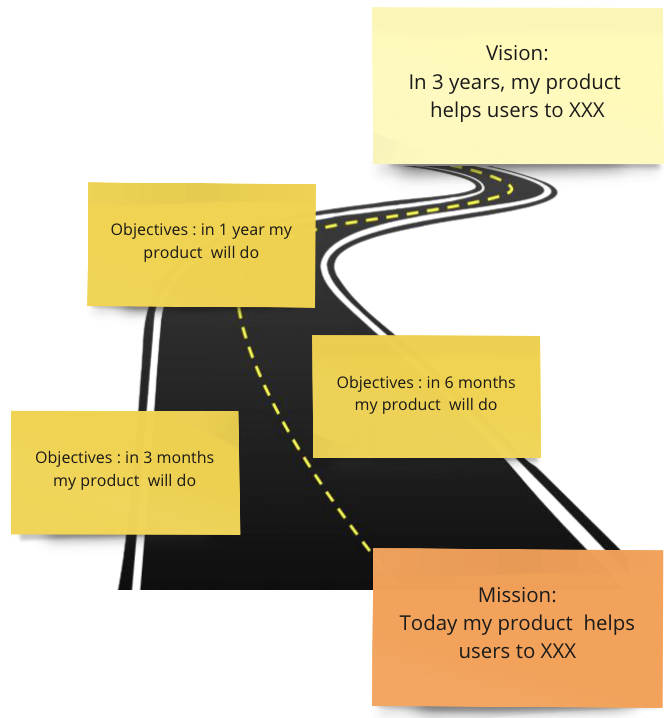 Vision:
In 3 years, my product
helps users to XXX
Objectives : in 1 year my
product  will do
Objectives : in 6 months
my product  will do
Objectives : in 3 months
my product  will do
Mission:
Today my product  helps
users to XXX